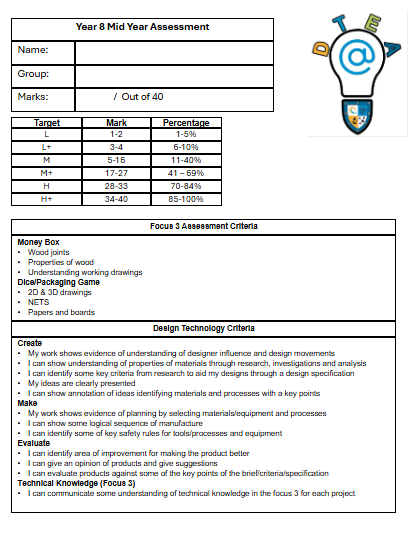 Year 8 Mid Year Assessment
Name:
Group:
Marks: / Out of 40
DTEA
@
Target Mark Percentage
L 1-2 1-5%
L+ 3-4 6-10%
M 5-16 11-40%
M+ 17-27 41 – 69%
H 28-33 70-84%
H+ 34-40 85-100%
Focus 3 Assessment Criteria
Money Box
• Wood joints
• Properties of wood
• Understanding working drawings
Dice/Packaging Game
• 2D & 3D drawings
• NETS
• Papers and boards
Design Technology Criteria
Create
• My work shows evidence of understanding of designer influence and design movements
• I can show understanding of properties of materials through research, investigations and analysis
• I can identify some key criteria from research to aid my designs through a design specification
• My ideas are clearly presented
• I can show annotation of ideas identifying materials and processes with a key points
Make
• My work shows evidence of planning by selecting materials/equipment and processes
• I can show some logical sequence of manufacture
• I can identify some of key safety rules for tools/processes and equipment
Evaluate
• I can identify area of improvement for making the product better
• I can give an opinion of products and give suggestions
• I can evaluate products against some of the key points of the brief/criteria/specification
Technical Knowledge (Focus 3)
• I can communicate some understanding of technical knowledge in the focus 3 for each project